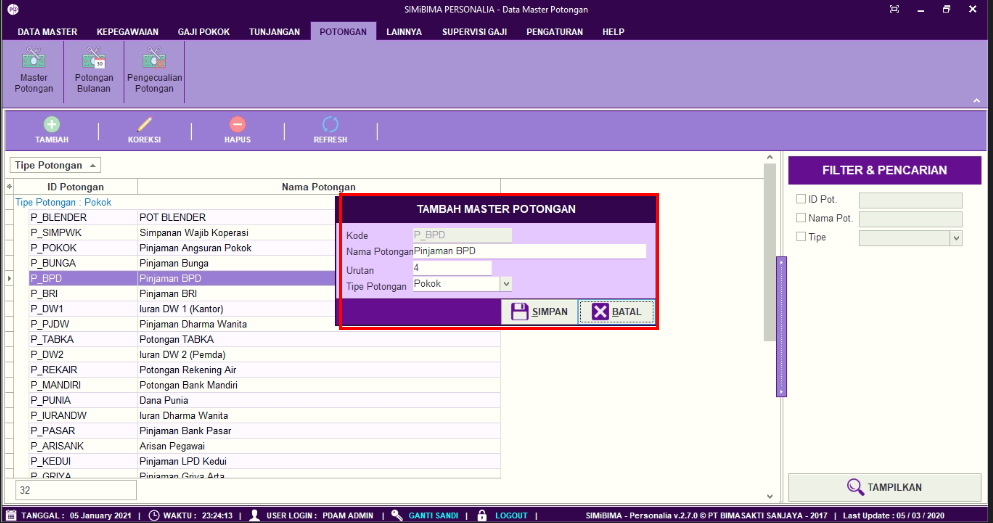 SIMiBIMA PERSONALIA - Data Master Potongan
DATA MASTER KEPEGAWAIAN GAJI POKOK TUNJANGAN POTONGAN LAINNYA SUPERVISI GAJI PENGATURAN HELP
Master Potongan
Potongan Bulanan
Pengecualian Potongan
TAMBAH KOREKSI HAPUS REFRESH
Tipe Potongan
ID Potongan Nama Potongan
Tipe Potongan : Pokok
P_BLENDER POT BLENDER
P_SIMPWK Simpanan Wajib Koperasi
P_POKOK Pinjaman Angsuran Pokok
P_BUNGA Pinjaman Bunga
P_BPD Pinjaman BPD
P_BRI Pinjaman BRI
P_DW1 Iuran DW 1 (Kantor)
P_PJDW Pinjaman Dharma Wanita
P_TABKA Potongan TABKA
P_DW2 Iuran DW 2 (Pemda)
P_REKAIR Potongan Rekening Air
P_MANDIRI Potongan Bank Mandiri
P_PUNIA Dana Punia
P_IURANDW Iuran Dharma Wanita
P_PASAR Pinjaman Bank Pasar
P_ARISANK Arisan Pegawai
P_KEDUI Pinjaman LPD Kedui
P_GRIYA Pinjaman Griya Arta
32
TAMBAH MASTER POTONGAN
Kode P_BPD
Nama Potongan Pinjaman BPD
Urutan 4
Tipe Potongan Pokok
SIMPAN BATAL
FILTER & PENCARIAN
ID Pot.
Nama Pot.
Tipe
TAMPILKAN
TANGGAL : 05 January 2021 | WAKTU : 23:24:13 | USER LOGIN : PDAM ADMIN | GANTI SANDI | LOGOUT | SIMiBIMA - Personalia v.2.7.0 © PT BIMASAKTI SANJAYA - 2017 | Last Update : 05 / 03 / 2020